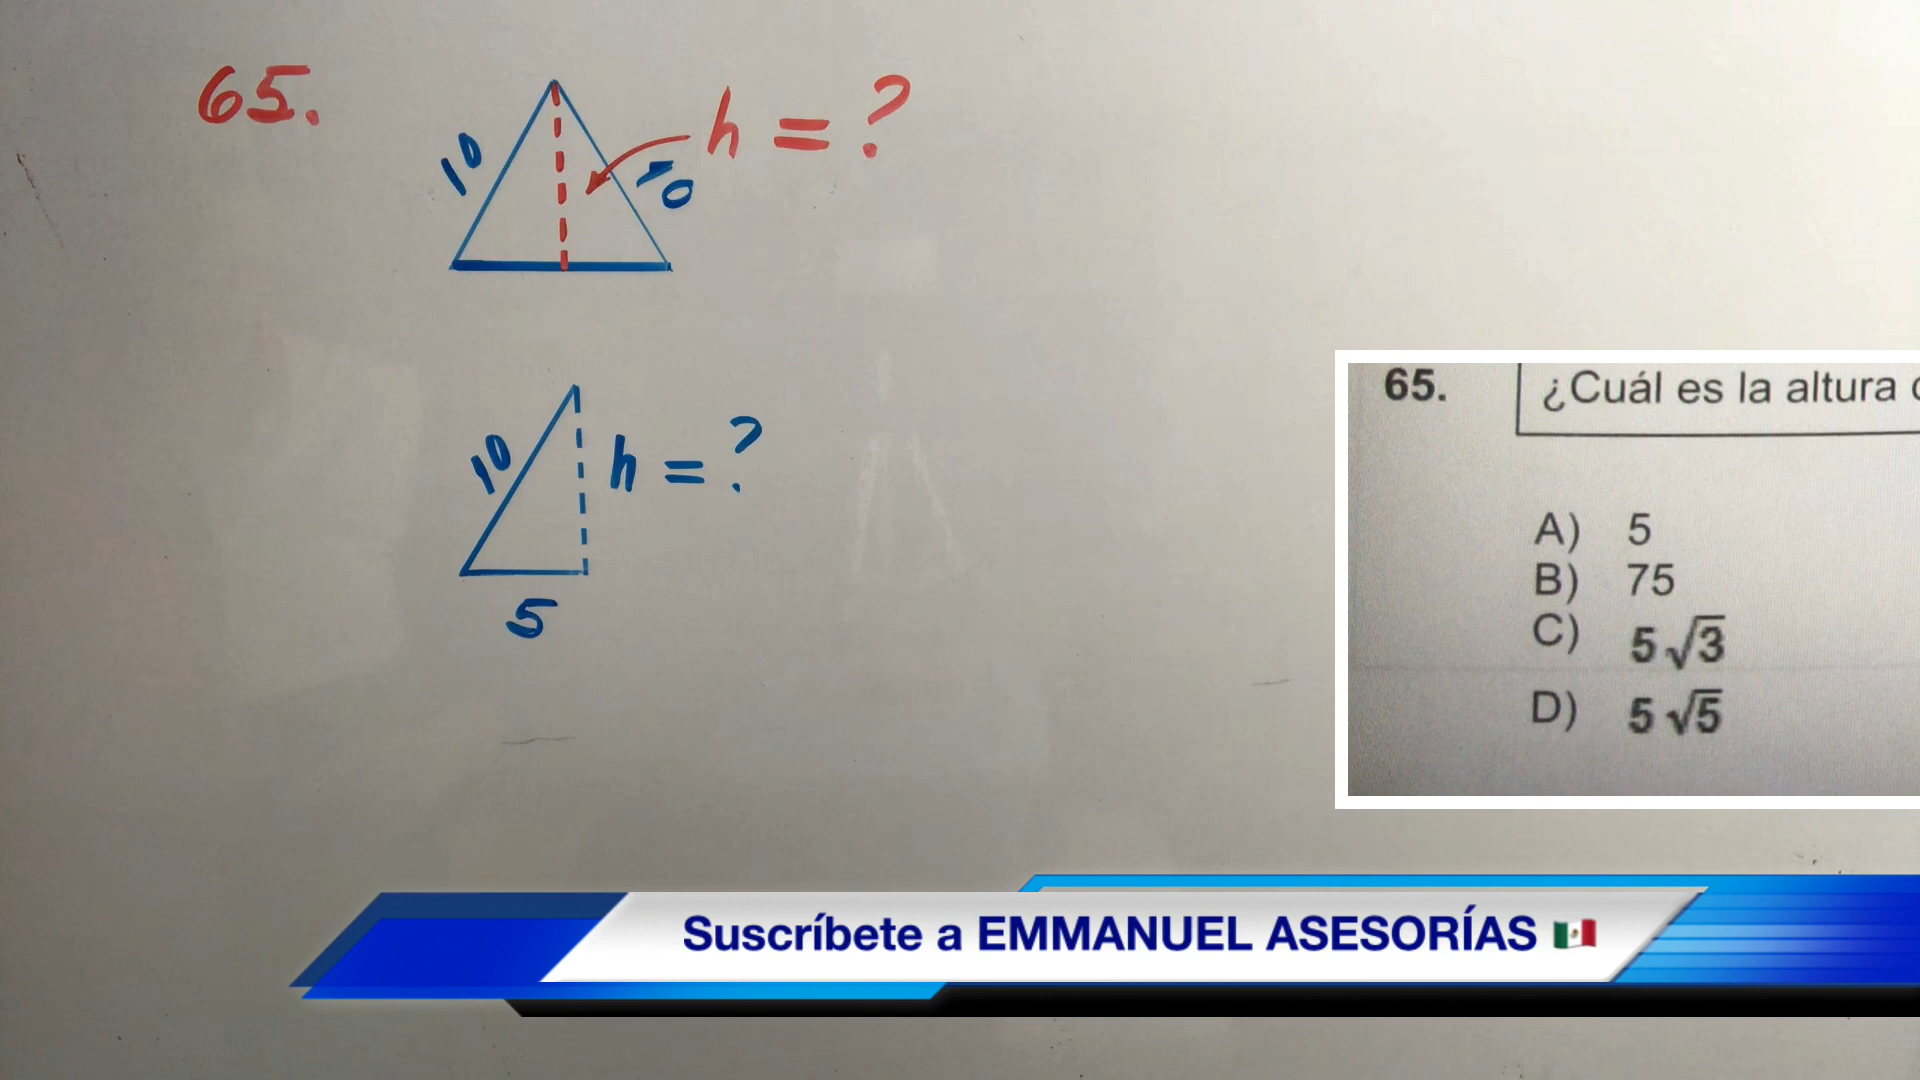 65.
10
10
h = ?
10
h = ?
5
65. ¿Cuál es la altura
A) 5
B) 75
C) 5√3
D) 5√5
Suscríbete a EMMANUEL ASESORÍAS